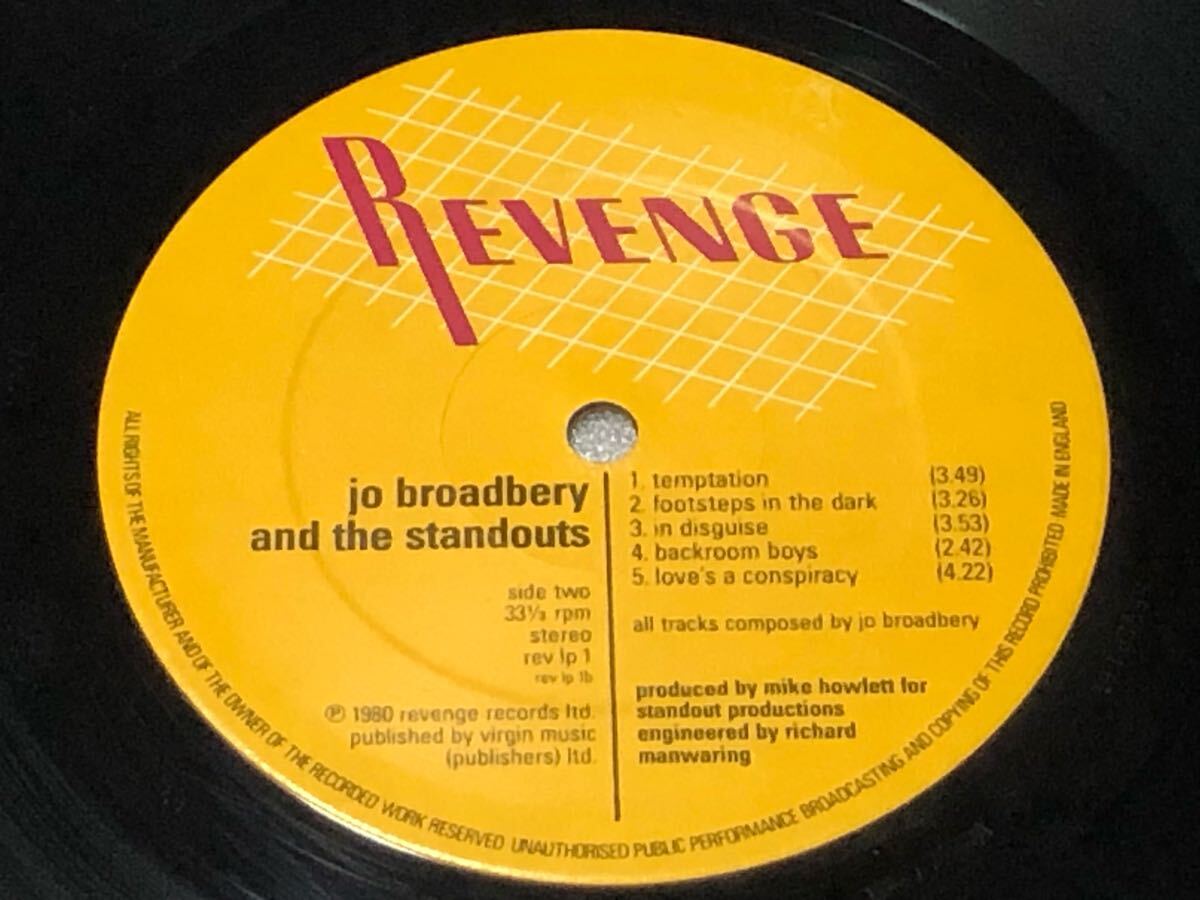 REVENGE
jo broadbery
and the standouts
side two
33⅓ rpm
stereo
rev lp 1
rev lp 1b
℗ 1980 revenge records ltd.
published by virgin music
(publishers) ltd.
1. temptation (3.49)
2. footsteps in the dark (3.26)
3. in disguise (3.53)
4. backroom boys (2.42)
5. love's a conspiracy (4.22)
all tracks composed by jo broadbery
produced by mike howlett for
standout productions
engineered by richard
manwaring
ALL RIGHTS OF THE MANUFACTURER AND OF THE OWNER OF THE RECORDED WORK RESERVED UNAUTHORISED PUBLIC PERFORMANCE BROADCASTING AND COPYING OF THIS RECORD PROHIBITED MADE IN ENGLAND